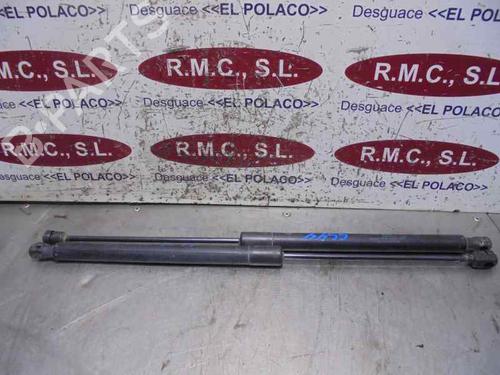 Desguace <<EL POLACO>>
Desguace <<EL POLACO>>
R.M.C., S.L.
R.M.C., S.L.
R.M.C., S.L.
Desguace <<EL POLACO>>
Desguace <<EL POLACO>>
Desguace <<EL POLACO>>
R.M.C., S.L.
R.M.C., S.L.
R.M.C., S.L.
Desguace <<EL POLACO>>
Desguace <<EL POLACO>>
Desguace <<EL POLACO>>
B-PARTS